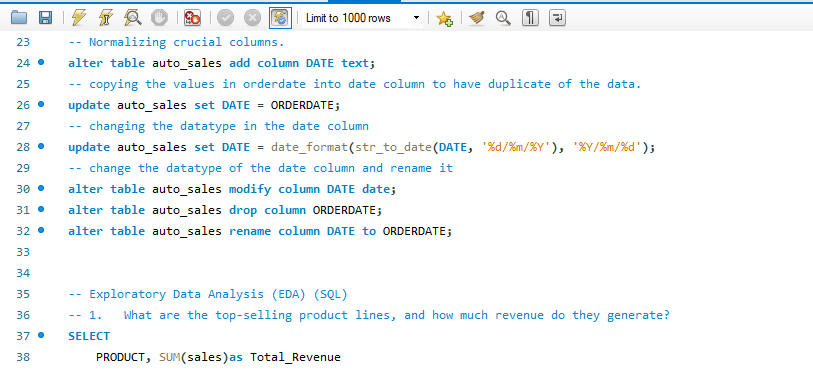 Limit to 1000 rows
23 -- Normalizing crucial columns.
24 alter table auto_sales add column DATE text;
25 -- copying the values in orderdate into date column to have duplicate of the data.
26 update auto_sales set DATE = ORDERDATE;
27 -- changing the datatype in the date column
28 update auto_sales set DATE = date_format(str_to_date(DATE, '%d/%m/%Y'), '%Y/%m/%d');
29 -- change the datatype of the date column and rename it
30 alter table auto_sales modify column DATE date;
31 alter table auto_sales drop column ORDERDATE;
32 alter table auto_sales rename column DATE to ORDERDATE;
33
34
35 -- Exploratory Data Analysis (EDA) (SQL)
36 -- 1. What are the top-selling product lines, and how much revenue do they generate?
37 SELECT
38 PRODUCT, SUM(sales)as Total_Revenue